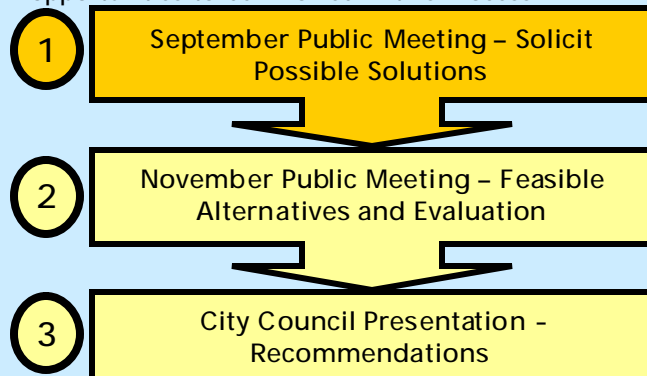 1
September Public Meeting – Solicit
Possible Solutions
2
November Public Meeting – Feasible
Alternatives and Evaluation
3
City Council Presentation -
Recommendations